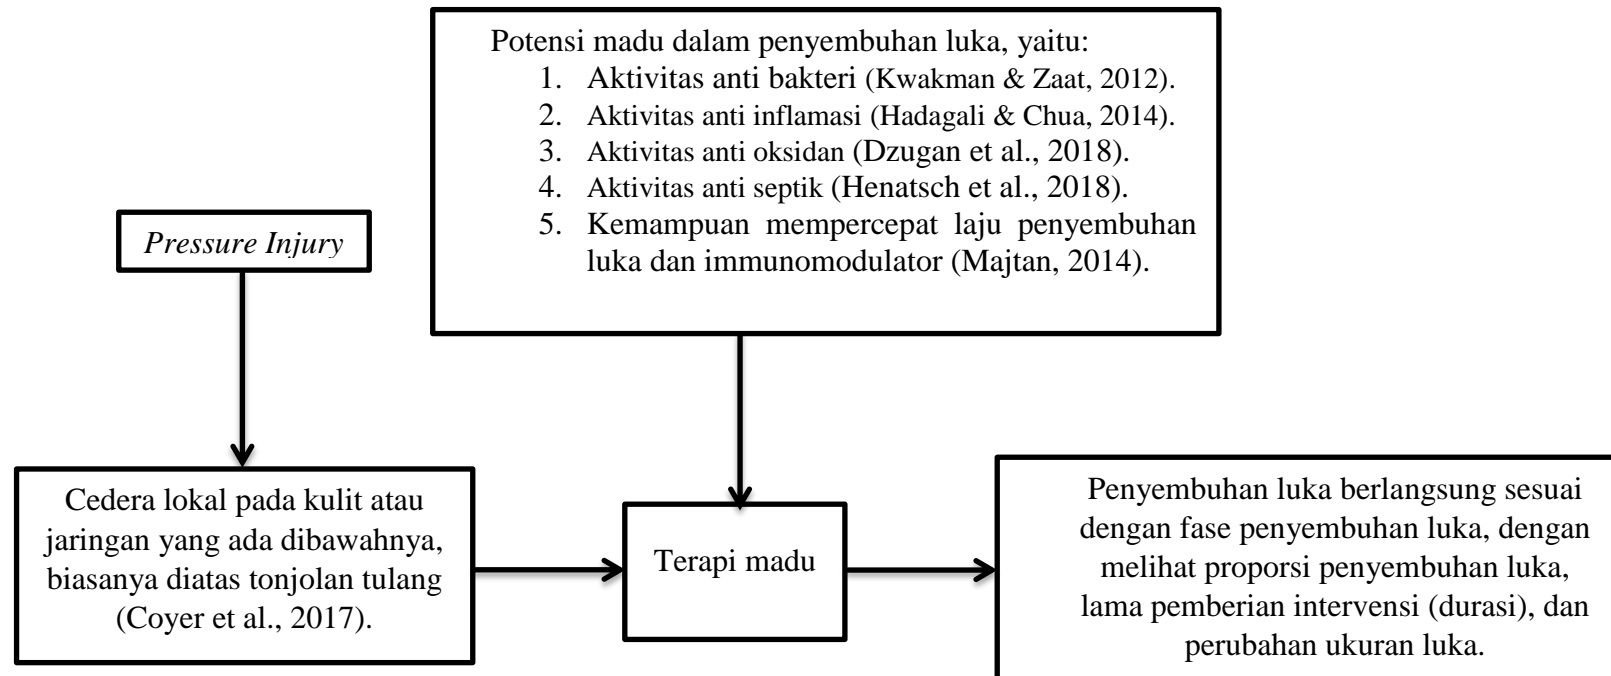 Potensi madu dalam penyembuhan luka, yaitu:
1. Aktivitas anti bakteri (Kwakman & Zaat, 2012).
2. Aktivitas anti inflamasi (Hadagali & Chua, 2014).
3. Aktivitas anti oksidan (Dzugan et al., 2018).
4. Aktivitas anti septik (Henatsch et al., 2018).
5. Kemampuan mempercepat laju penyembuhan
luka dan immunomodulator (Majtan, 2014).
Pressure Injury
Cedera lokal pada kulit atau
jaringan yang ada dibawahnya,
biasanya diatas tonjolan tulang
(Coyer et al., 2017).
Terapi madu
Penyembuhan luka berlangsung sesuai
dengan fase penyembuhan luka, dengan
melihat proporsi penyembuhan luka,
lama pemberian intervensi (durasi), dan
perubahan ukuran luka.